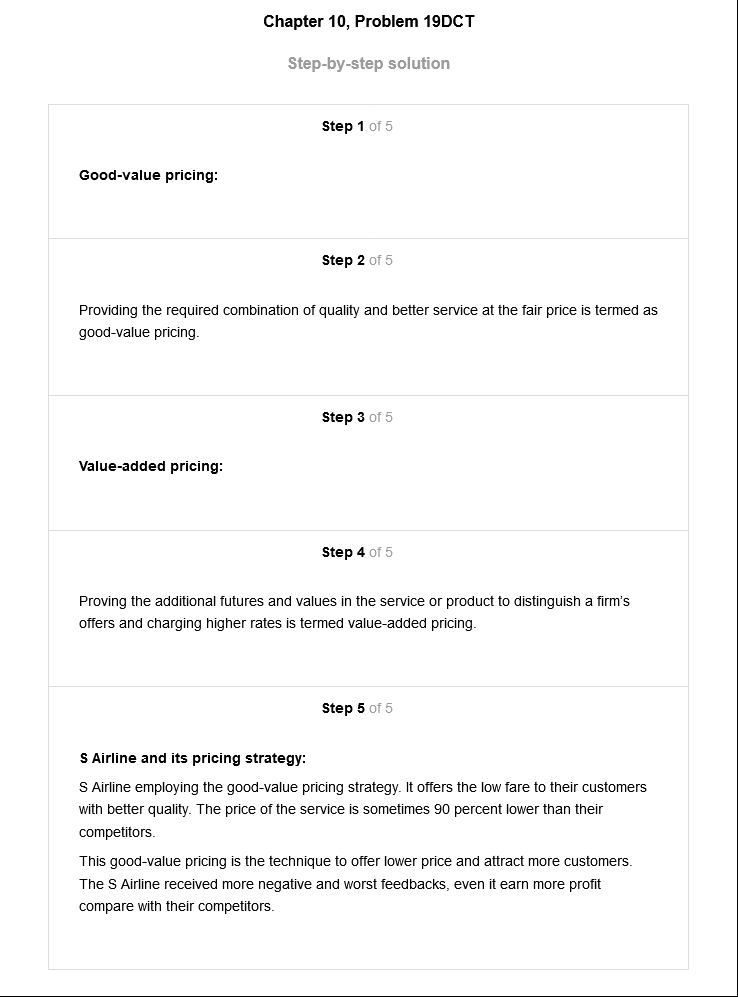 Chapter 10, Problem 19DCT
Step-by-step solution
Step 1 of 5
Good-value pricing:
Step 2 of 5
Providing the required combination of quality and better service at the fair price is termed as
good-value pricing.
Step 3 of 5
Value-added pricing:
Step 4 of 5
Proving the additional futures and values in the service or product to distinguish a firm's
offers and charging higher rates is termed value-added pricing.
Step 5 of 5
S Airline and its pricing strategy:
S Airline employing the good-value pricing strategy. It offers the low fare to their customers
with better quality. The price of the service is sometimes 90 percent lower than their
competitors.
This good-value pricing is the technique to offer lower price and attract more customers.
The S Airline received more negative and worst feedbacks, even it earn more profit
compare with their competitors.